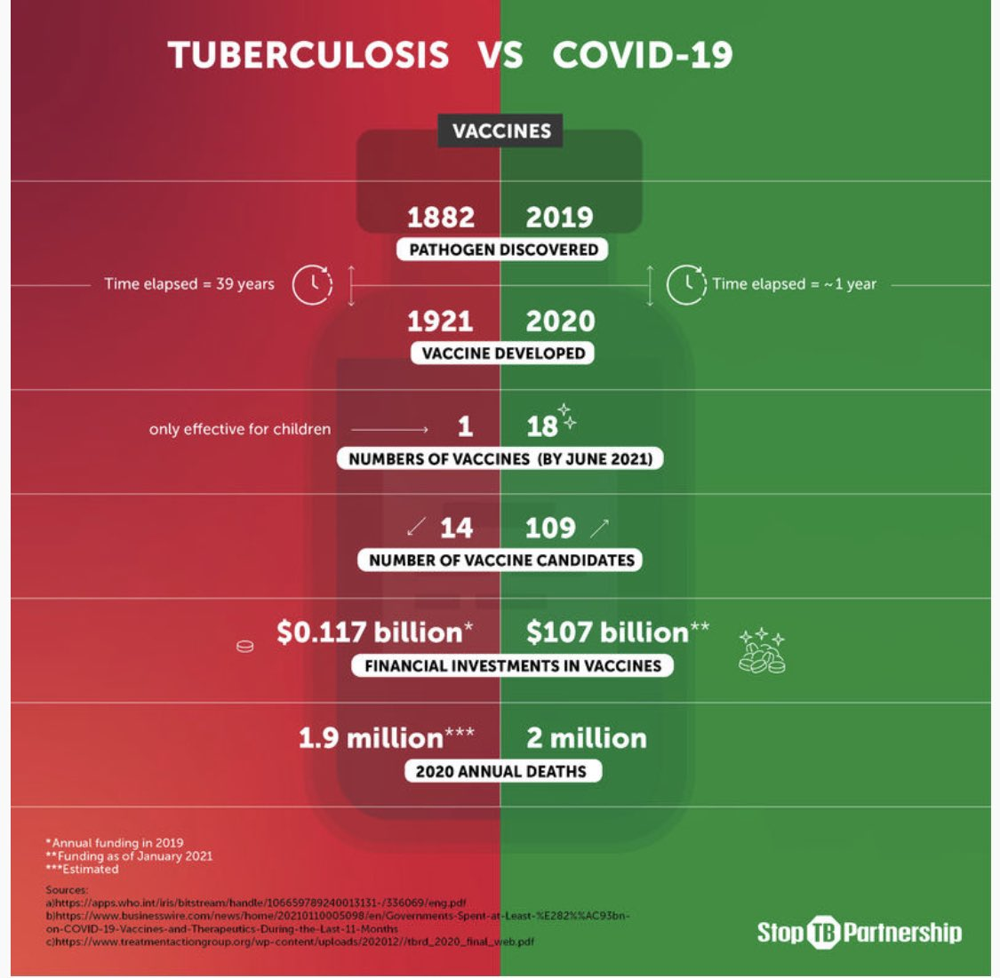 TUBERCULOSIS VS COVID-19
VACCINES
1882 2019
PATHOGEN DISCOVERED
Time elapsed = 39 years Time elapsed = ~1 year
1921 2020
VACCINE DEVELOPED
only effective for children 1 18
NUMBERS OF VACCINES (BY JUNE 2021)
14 109
NUMBER OF VACCINE CANDIDATES
$0.117 billion* $107 billion**
FINANCIAL INVESTMENTS IN VACCINES
1.9 million*** 2 million
2020 ANNUAL DEATHS
*Annual funding in 2019
**Funding as of January 2021
***Estimated
Sources:
a)https://apps.who.int/iris/bitstream/handle/106659789240013131-/336069/eng.pdf
b)https://www.businesswire.com/news/home/20210110005098/en/Governments-Spent-at-Least-%E282%%AC93bn-
on-COVID-19-Vaccines-and-Therapeutics-During-the-Last-11-Months
c)https://www.treatmentactiongroup.org/wp-content/uploads/202012//tbrd_2020_final_web.pdf
Stop TB Partnership